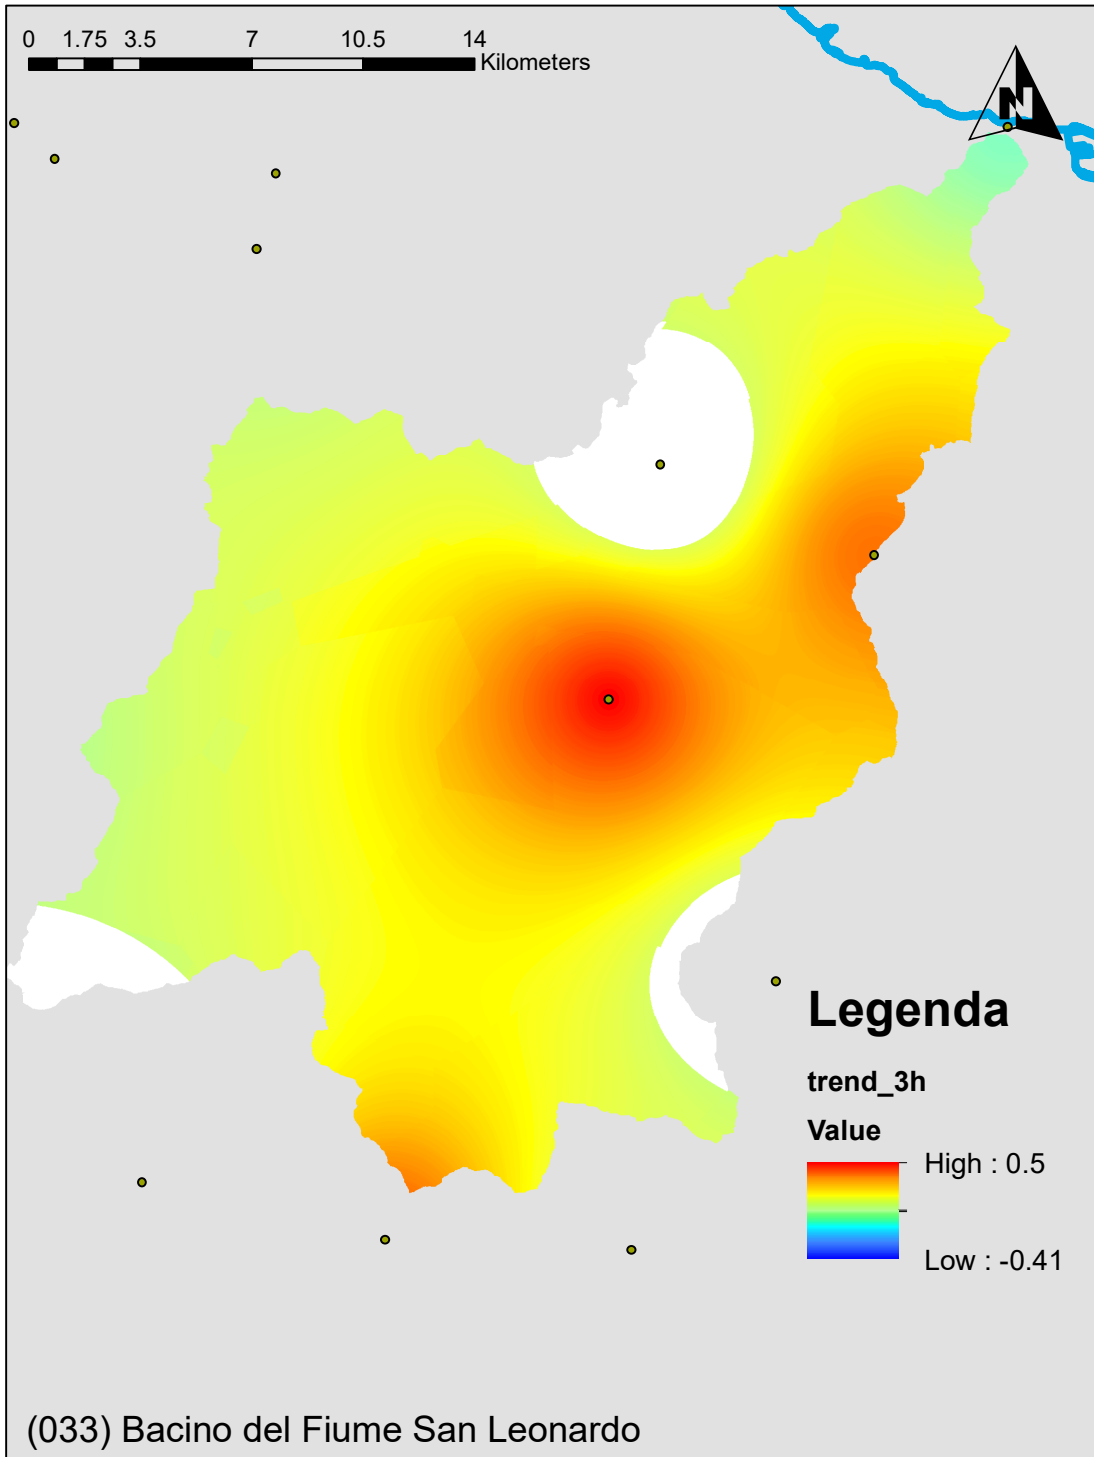 0 1.75 3.5 7 10.5 14
Kilometers
N
Legenda
trend_3h
Value
High : 0.5
Low : -0.41
(033) Bacino del Fiume San Leonardo